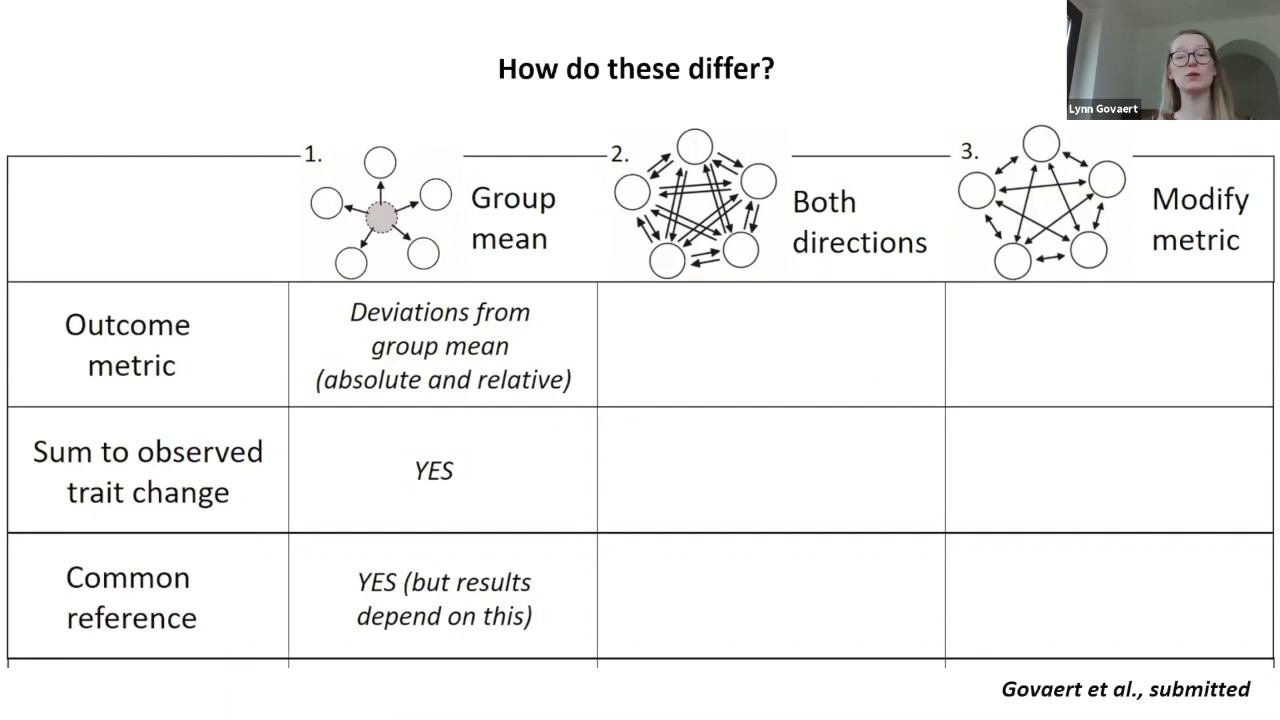 How do these differ?
Lynn Govaert
1.
Group
mean
2.
Both
directions
3.
Modify
metric
Outcome
metric
Deviations from
group mean
(absolute and relative)
Sum to observed
trait change
YES
Common
reference
YES (but results
depend on this)
Govaert et al., submitted